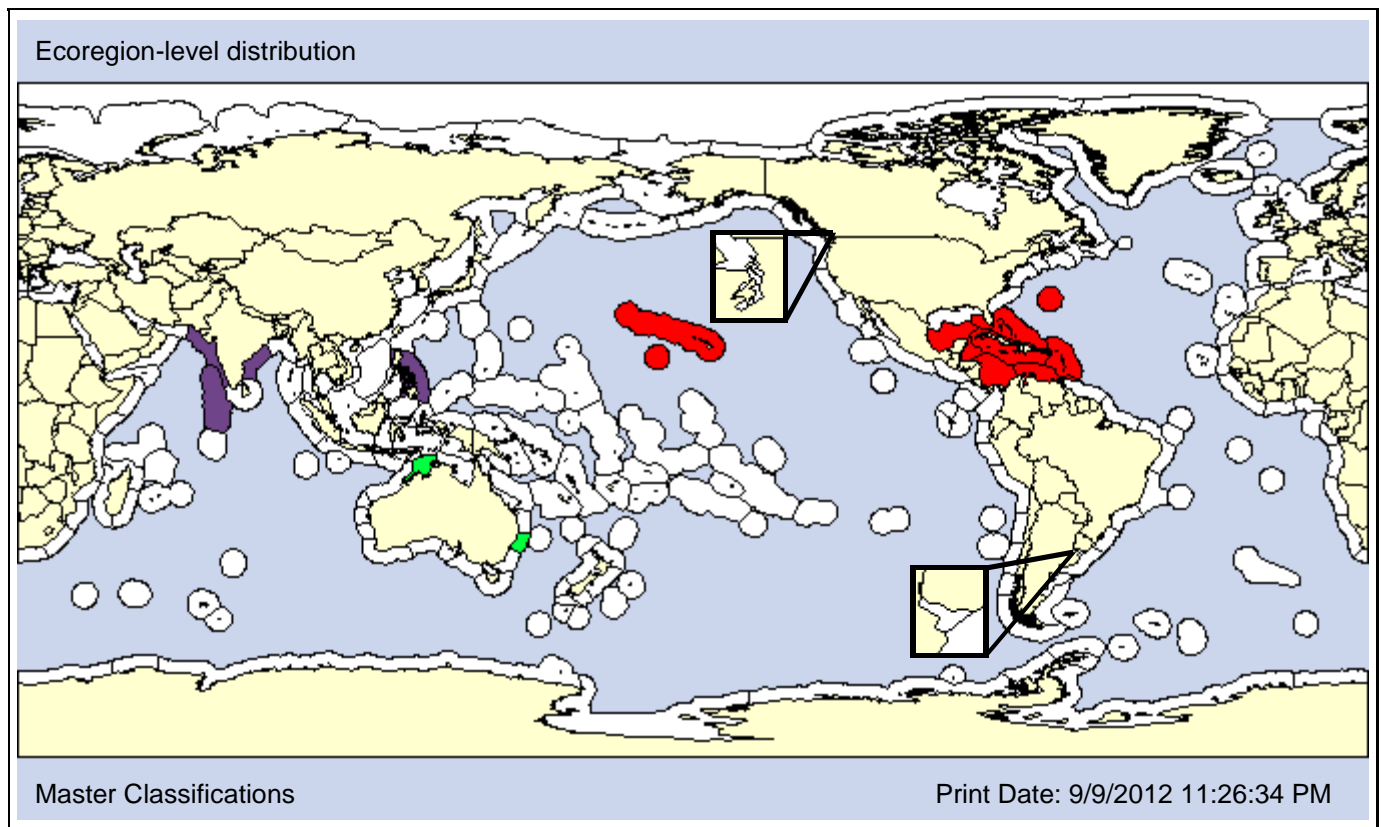 Ecoregion-level distribution
Master Classifications
Print Date: 9/9/2012 11:26:34 PM